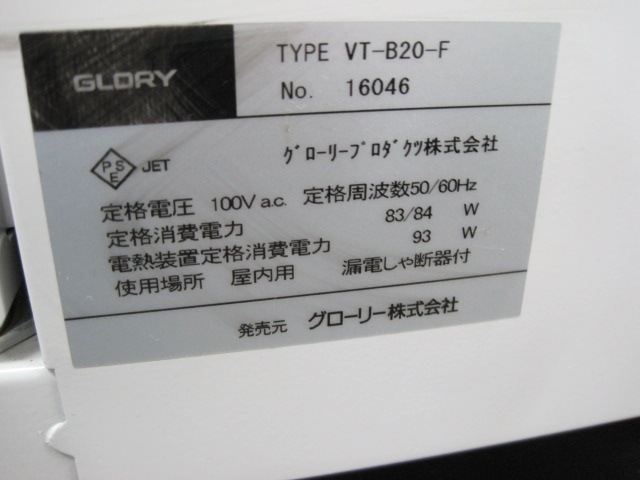 GLORY
TYPE VT-B20-F
No. 16046
PSE JET
グローリープロダクツ株式会社
定格電圧 100V a.c. 定格周波数50/60Hz
定格消費電力 83/84 W
電熱装置定格消費電力 93 W
使用場所 屋内用 漏電しゃ断器付
発売元 グローリー株式会社